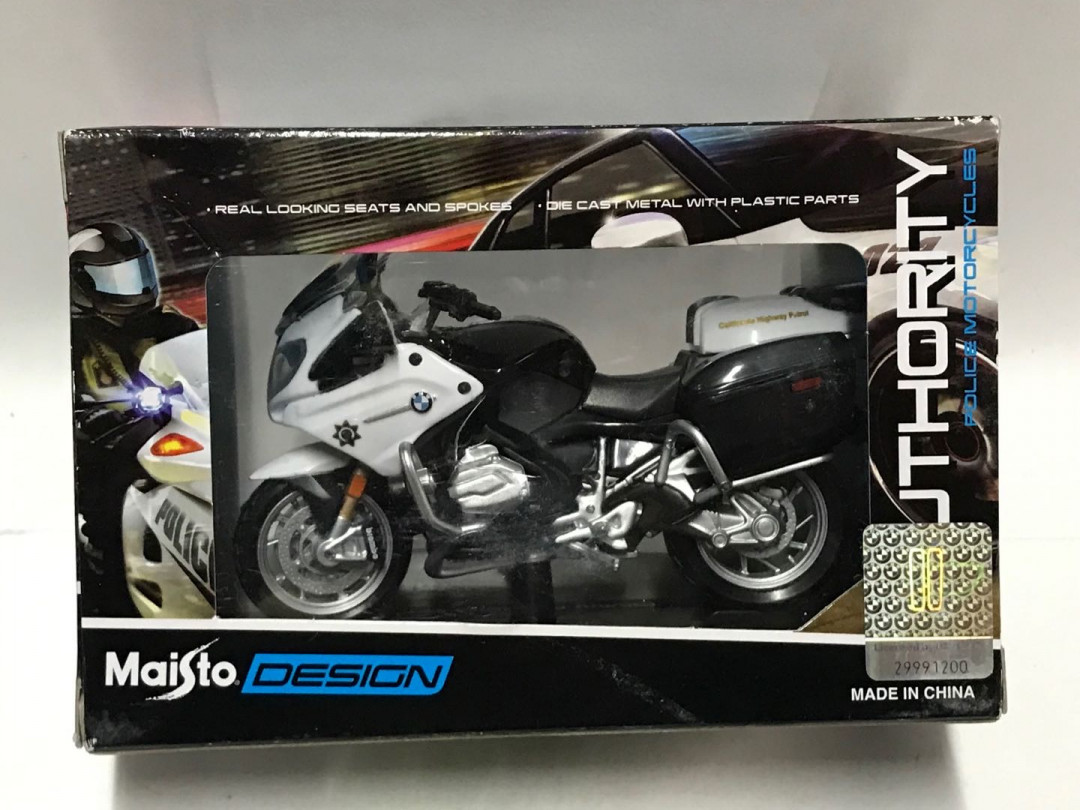 · REAL LOOKING SEATS AND SPOKES
· DIE CAST METAL WITH PLASTIC PARTS
UTHORITY
POLICE MOTORCYCLES
California Highway Patrol
POLICE
Maisto DESIGN
29991200
MADE IN CHINA